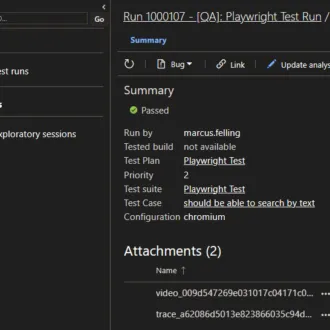 Go
st runs
s
xploratory sessions
Run 1000107 - [QA]: Playwright Test Run /
Summary
Bug
Link
Update analys
Summary
Passed
Run by marcus.felling
Tested build not available
Test Plan Playwright Test
Priority 2
Test suite Playwright Test
Test Case should be able to search by text
Configuration chromium
Attachments (2)
Name ↑
video_009d547269e031017c04171c0...
trace_a62086d5013e823866035c94d...